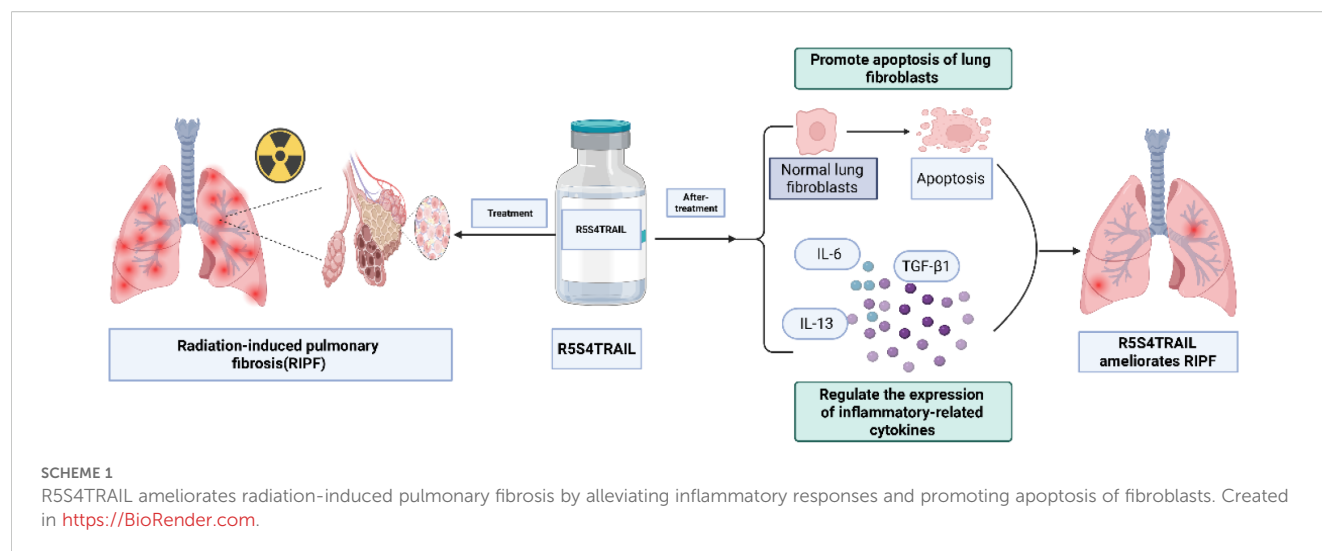 Promote apoptosis of lung
fibroblasts
Normal lung
fibroblasts
Apoptosis
Treatment
R5S4TRAIL
After-
treatment
IL-6
TGF-β1
IL-13
Radiation-induced pulmonary
fibrosis(RIPF)
R5S4TRAIL
R5S4TRAIL
ameliorates RIPF
Regulate the expression
of inflammatory-related
cytokines
SCHEME 1
R5S4TRAIL ameliorates radiation-induced pulmonary fibrosis by alleviating inflammatory responses and promoting apoptosis of fibroblasts. Created
in https://BioRender.com.